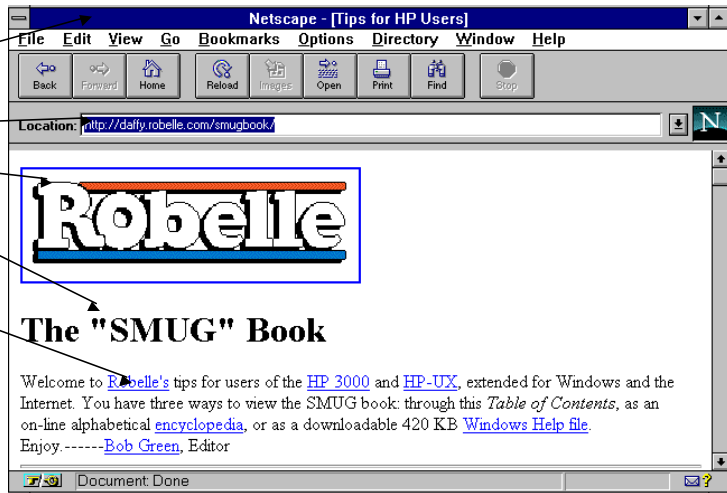 Netscape - [Tips for HP Users]
File Edit View Go Bookmarks Options Directory Window Help
Back Forward Home Reload Images Open Print Find Stop
Location: http://daffy.robelle.com/smugbook/
N
Robelle
The "SMUG" Book
Welcome to Robelle's tips for users of the HP 3000 and HP-UX, extended for Windows and the
Internet. You have three ways to view the SMUG book: through this Table of Contents, as an
on-line alphabetical encyclopedia, or as a downloadable 420 KB Windows Help file.
Enjoy.------Bob Green, Editor
Document: Done
?